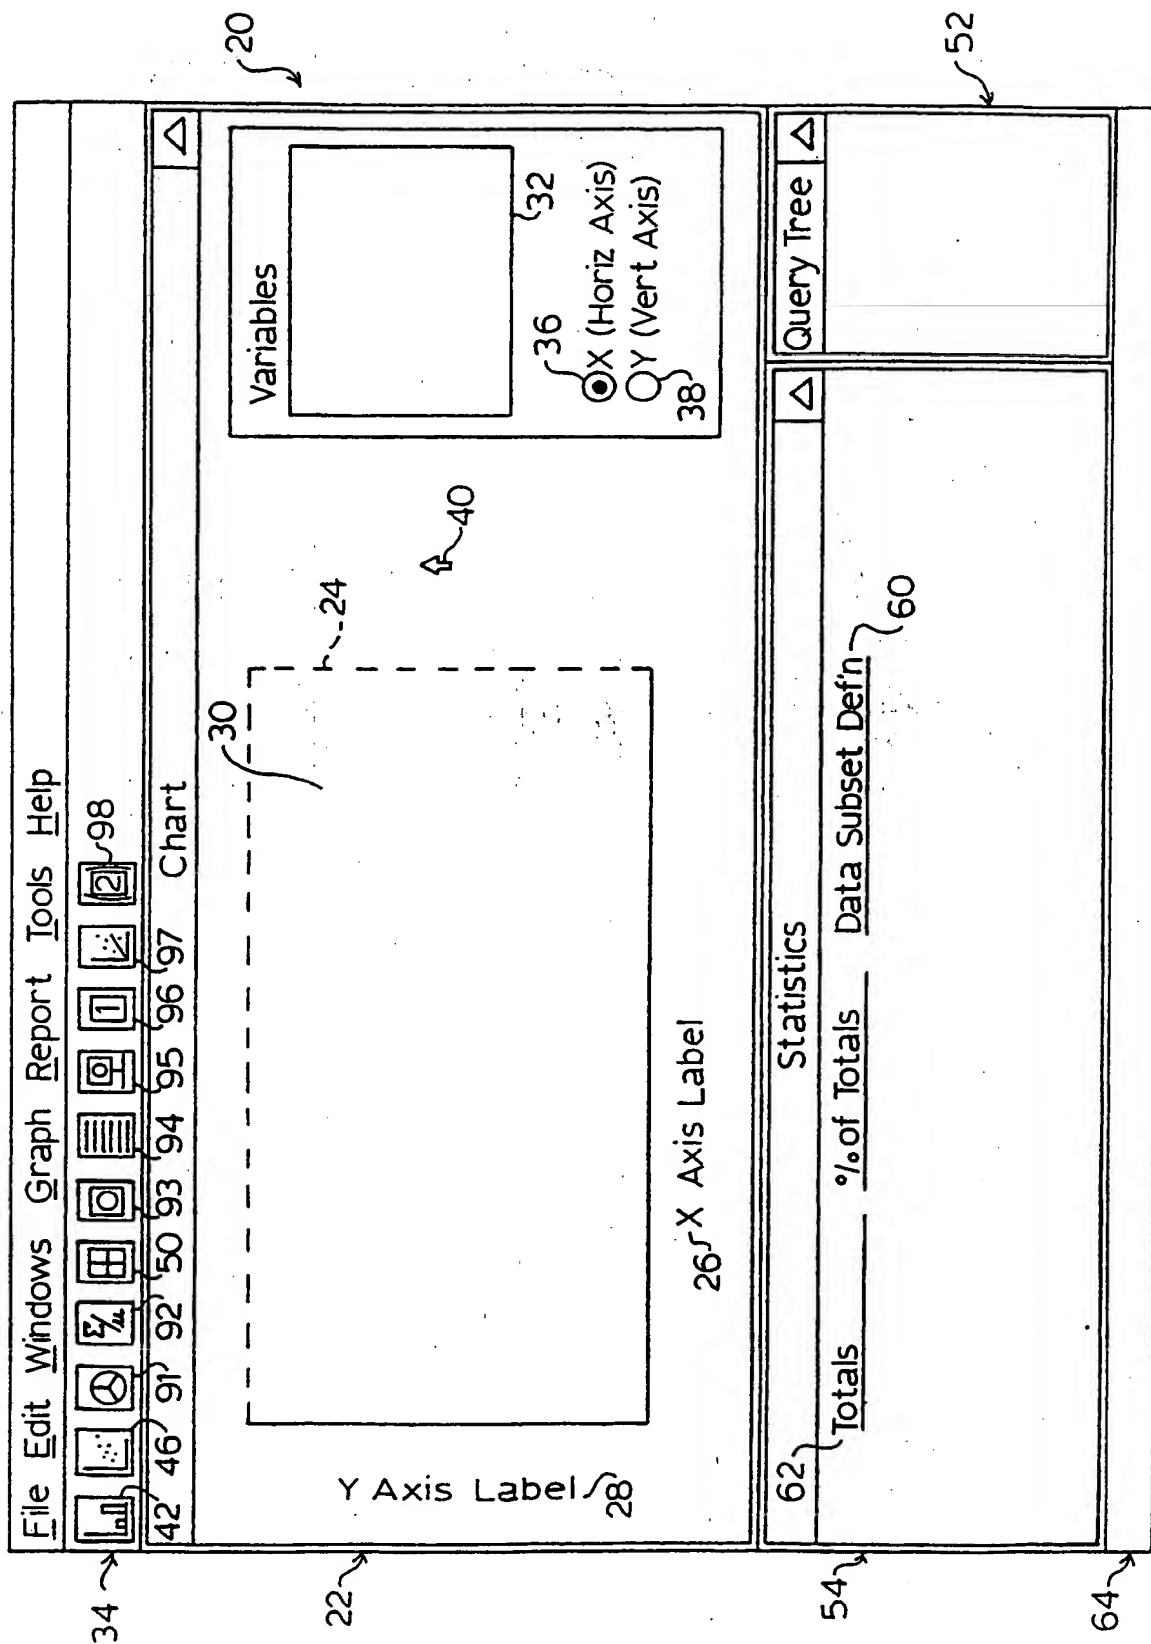 20
File Edit Windows Graph Report Tools Help
34
42 46 91 92 50 93 94 95 96 97 98
Chart
22
30
24
40
Variables
32
36
X (Horiz Axis)
Y (Vert Axis)
38
Y Axis Label 28
26 X Axis Label
Statistics
Query Tree
52
54
62
Totals % of Totals Data Subset Def'n 60
64
Σ/μ
1
2